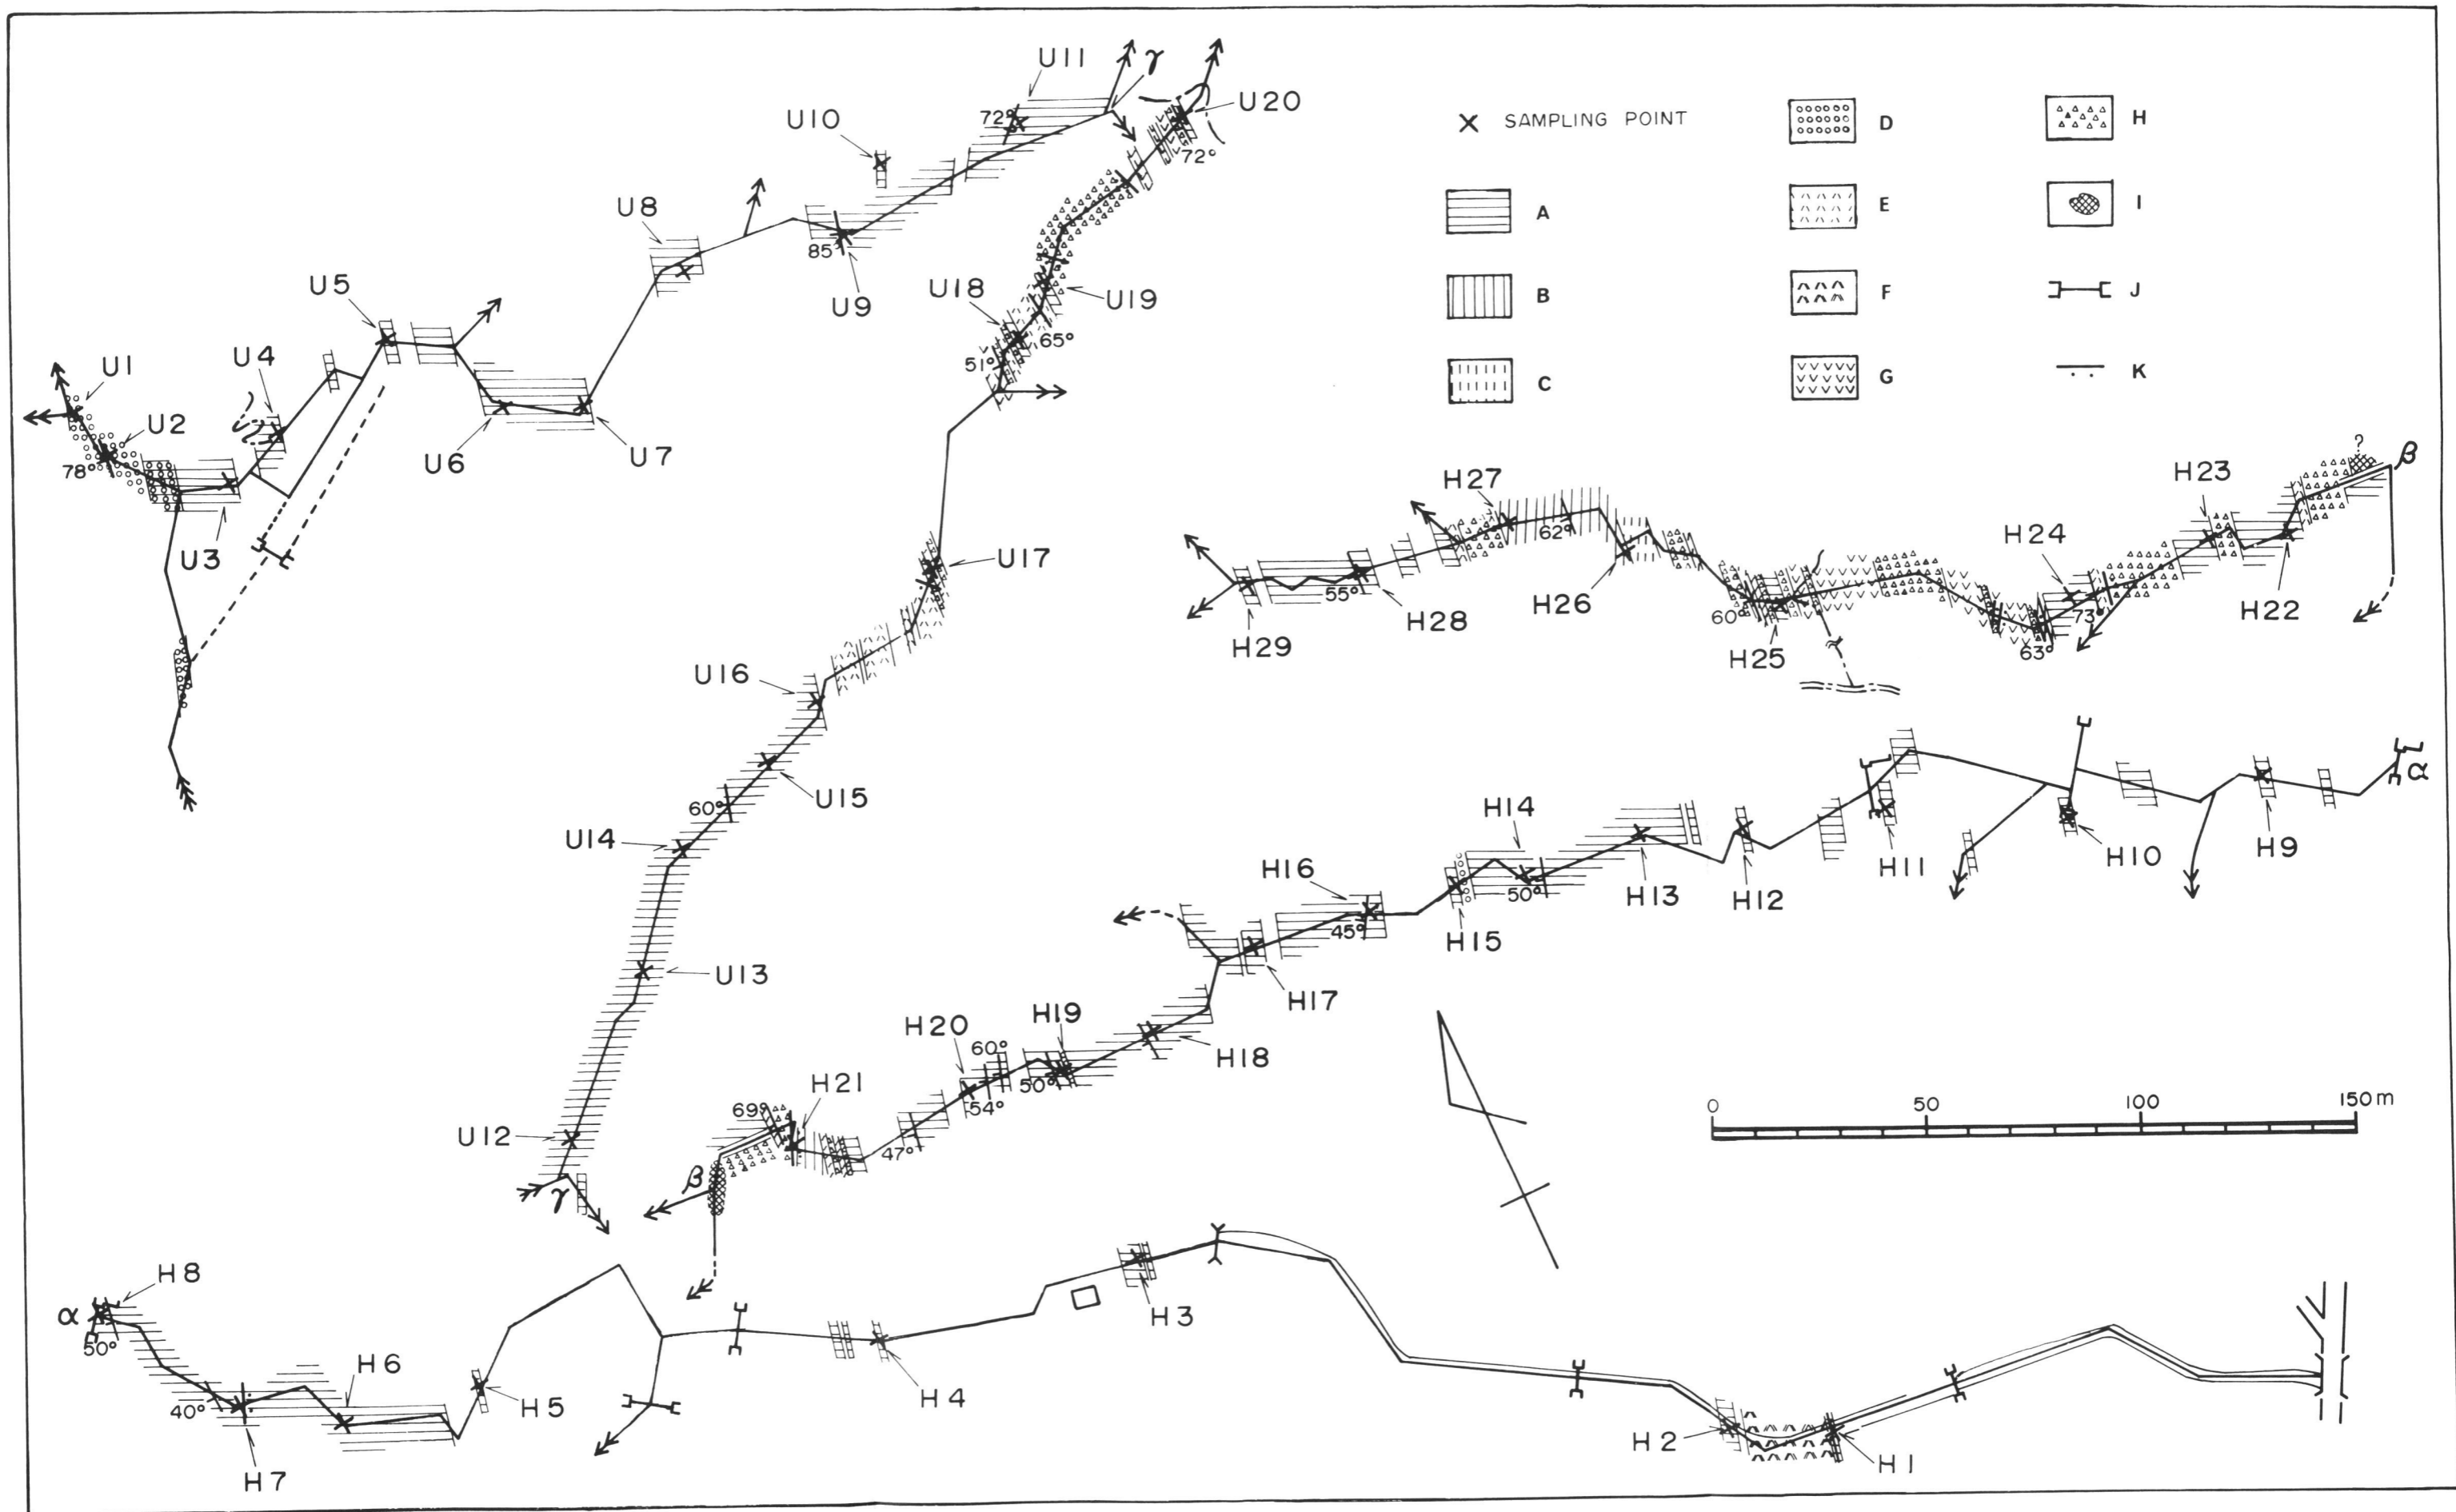 U11
γ
U20
U10
72°
72°
SAMPLING POINT
A
B
C
D
E
F
G
H
I
J
K
U8
85°
U9
U18
U19
65°
51°
U5
U4
U1
U2
78°
U3
U6
U7
U17
U16
U15
60°
U14
U13
U12
γ
H27
62°
H26
55°
H28
H29
60°
H25
63°
73°
H24
H23
H22
?
β
α
H9
H10
H11
H12
H13
H14
50°
H15
H16
45°
H17
H18
H19
50°
60°
H20
54°
47°
H21
69°
β
0
50
100
150 m
α
H8
50°
40°
H7
H6
H5
H4
H3
H2
H1